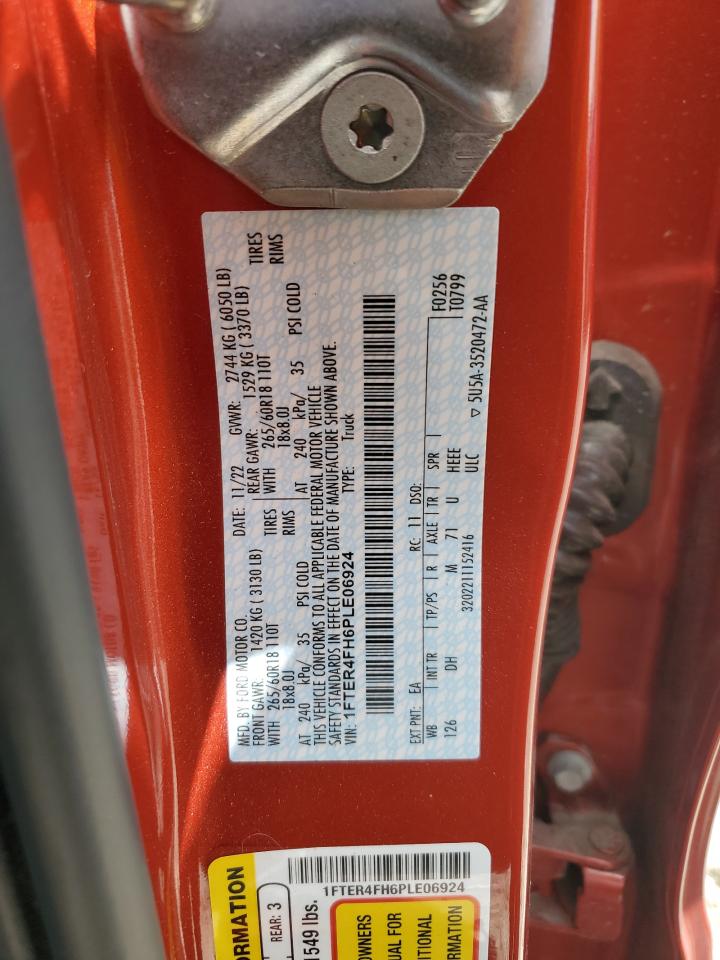 MFD. BY FORD MOTOR CO.
DATE: 11/22 GVWR: 2744 KG ( 6050 LB)
FRONT GAWR: 1420 KG ( 3130 LB) REAR GAWR: 1529 KG ( 3370 LB)
WITH 265/60R18 110T TIRES WITH 265/60R18 110T TIRES
18x8.0J RIMS 18x8.0J RIMS
AT 240 kPa/ 35 PSI COLD AT 240 kPa/ 35 PSI COLD
THIS VEHICLE CONFORMS TO ALL APPLICABLE FEDERAL MOTOR VEHICLE
SAFETY STANDARDS IN EFFECT ON THE DATE OF MANUFACTURE SHOWN ABOVE.
VIN: 1FTER4FH6PLE06924 TYPE: Truck
EXT PNT: EA RC: 11 DSO: F0256
WB INT TR TP/PS R AXLE TR SPR T0799
126 DH M 71 U HEEE
3202211152416 ULC ▽ 5U5A-3520472-AA
1FTER4FH6PLE06924
ORMATION
REAR: 3
1549 lbs.
OWNERS
UAL FOR
ITIONAL
RMATION